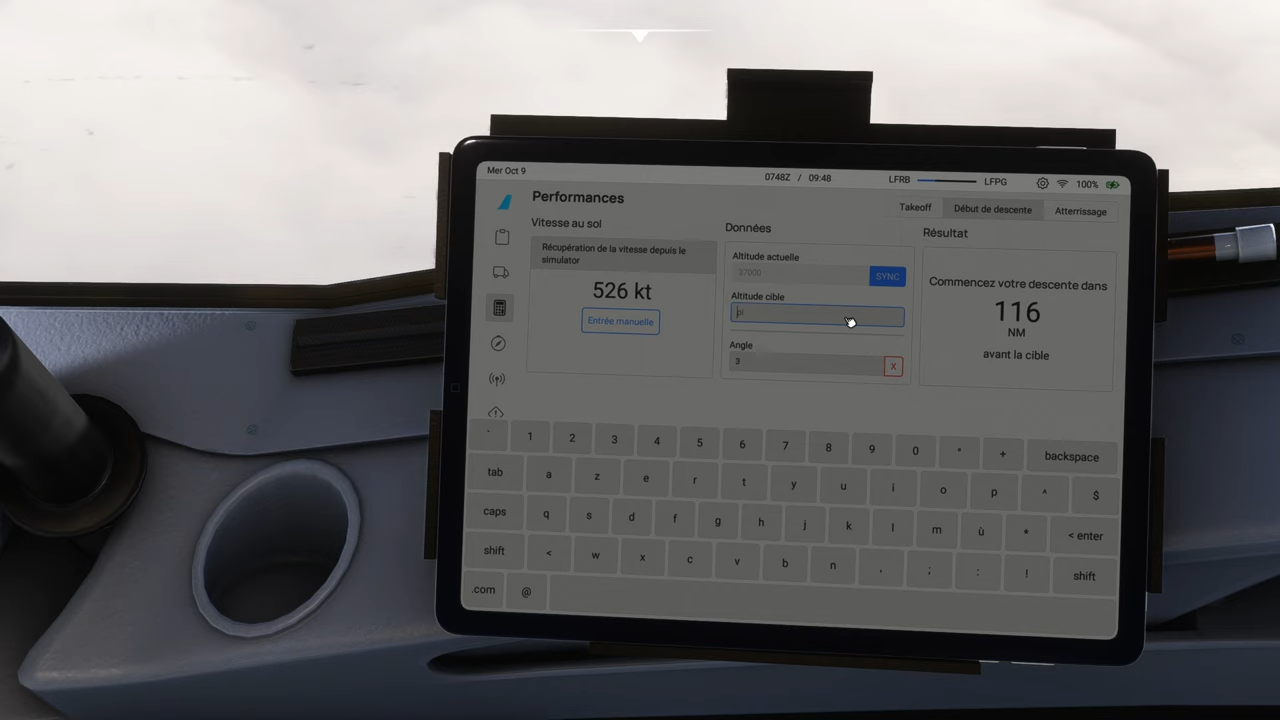 Mer Oct 9
0748Z / 09:48
LFRB LFPG
100%
Performances
Takeoff Début de descente Atterrissage
Vitesse au sol
Récupération de la vitesse depuis le
simulator
526 kt
Entrée manuelle
Données
Altitude actuelle
37000
SYNC
Altitude cible
pi
Angle
3
X
Résultat
Commencez votre descente dans
116
NM
avant la cible
` 1 2 3 4 5 6 7 8 9 0 ° + backspace
tab a z e r t y u i o p ^ $
caps q s d f g h j k l m ù * < enter
shift < w x c v b n , ; : ! shift
.com @